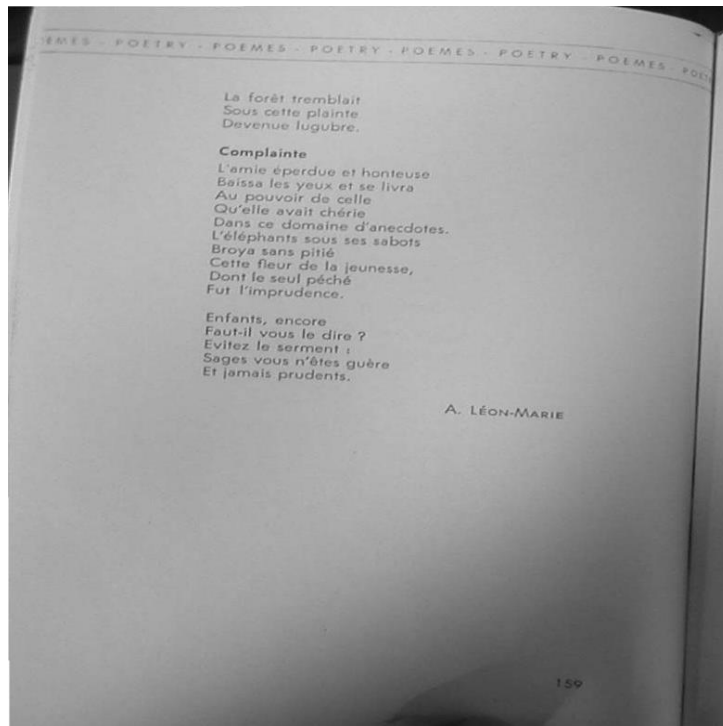 POEMES - POETRY - POEMES - POETRY - POEMES - POETRY - POEMES - POETR
La forêt tremblait
Sous cette plainte
Devenue lugubre.
Complainte
L'amie éperdue et honteuse
Baissa les yeux et se livra
Au pouvoir de celle
Qu'elle avait chérie
Dans ce domaine d'anecdotes.
L'éléphants sous ses sabots
Broya sans pitié
Cette fleur de la jeunesse,
Dont le seul péché
Fut l'imprudence.
Enfants, encore
Faut-il vous le dire ?
Evitez le serment :
Sages vous n'êtes guère
Et jamais prudents.
A. LÉON-MARIE
159